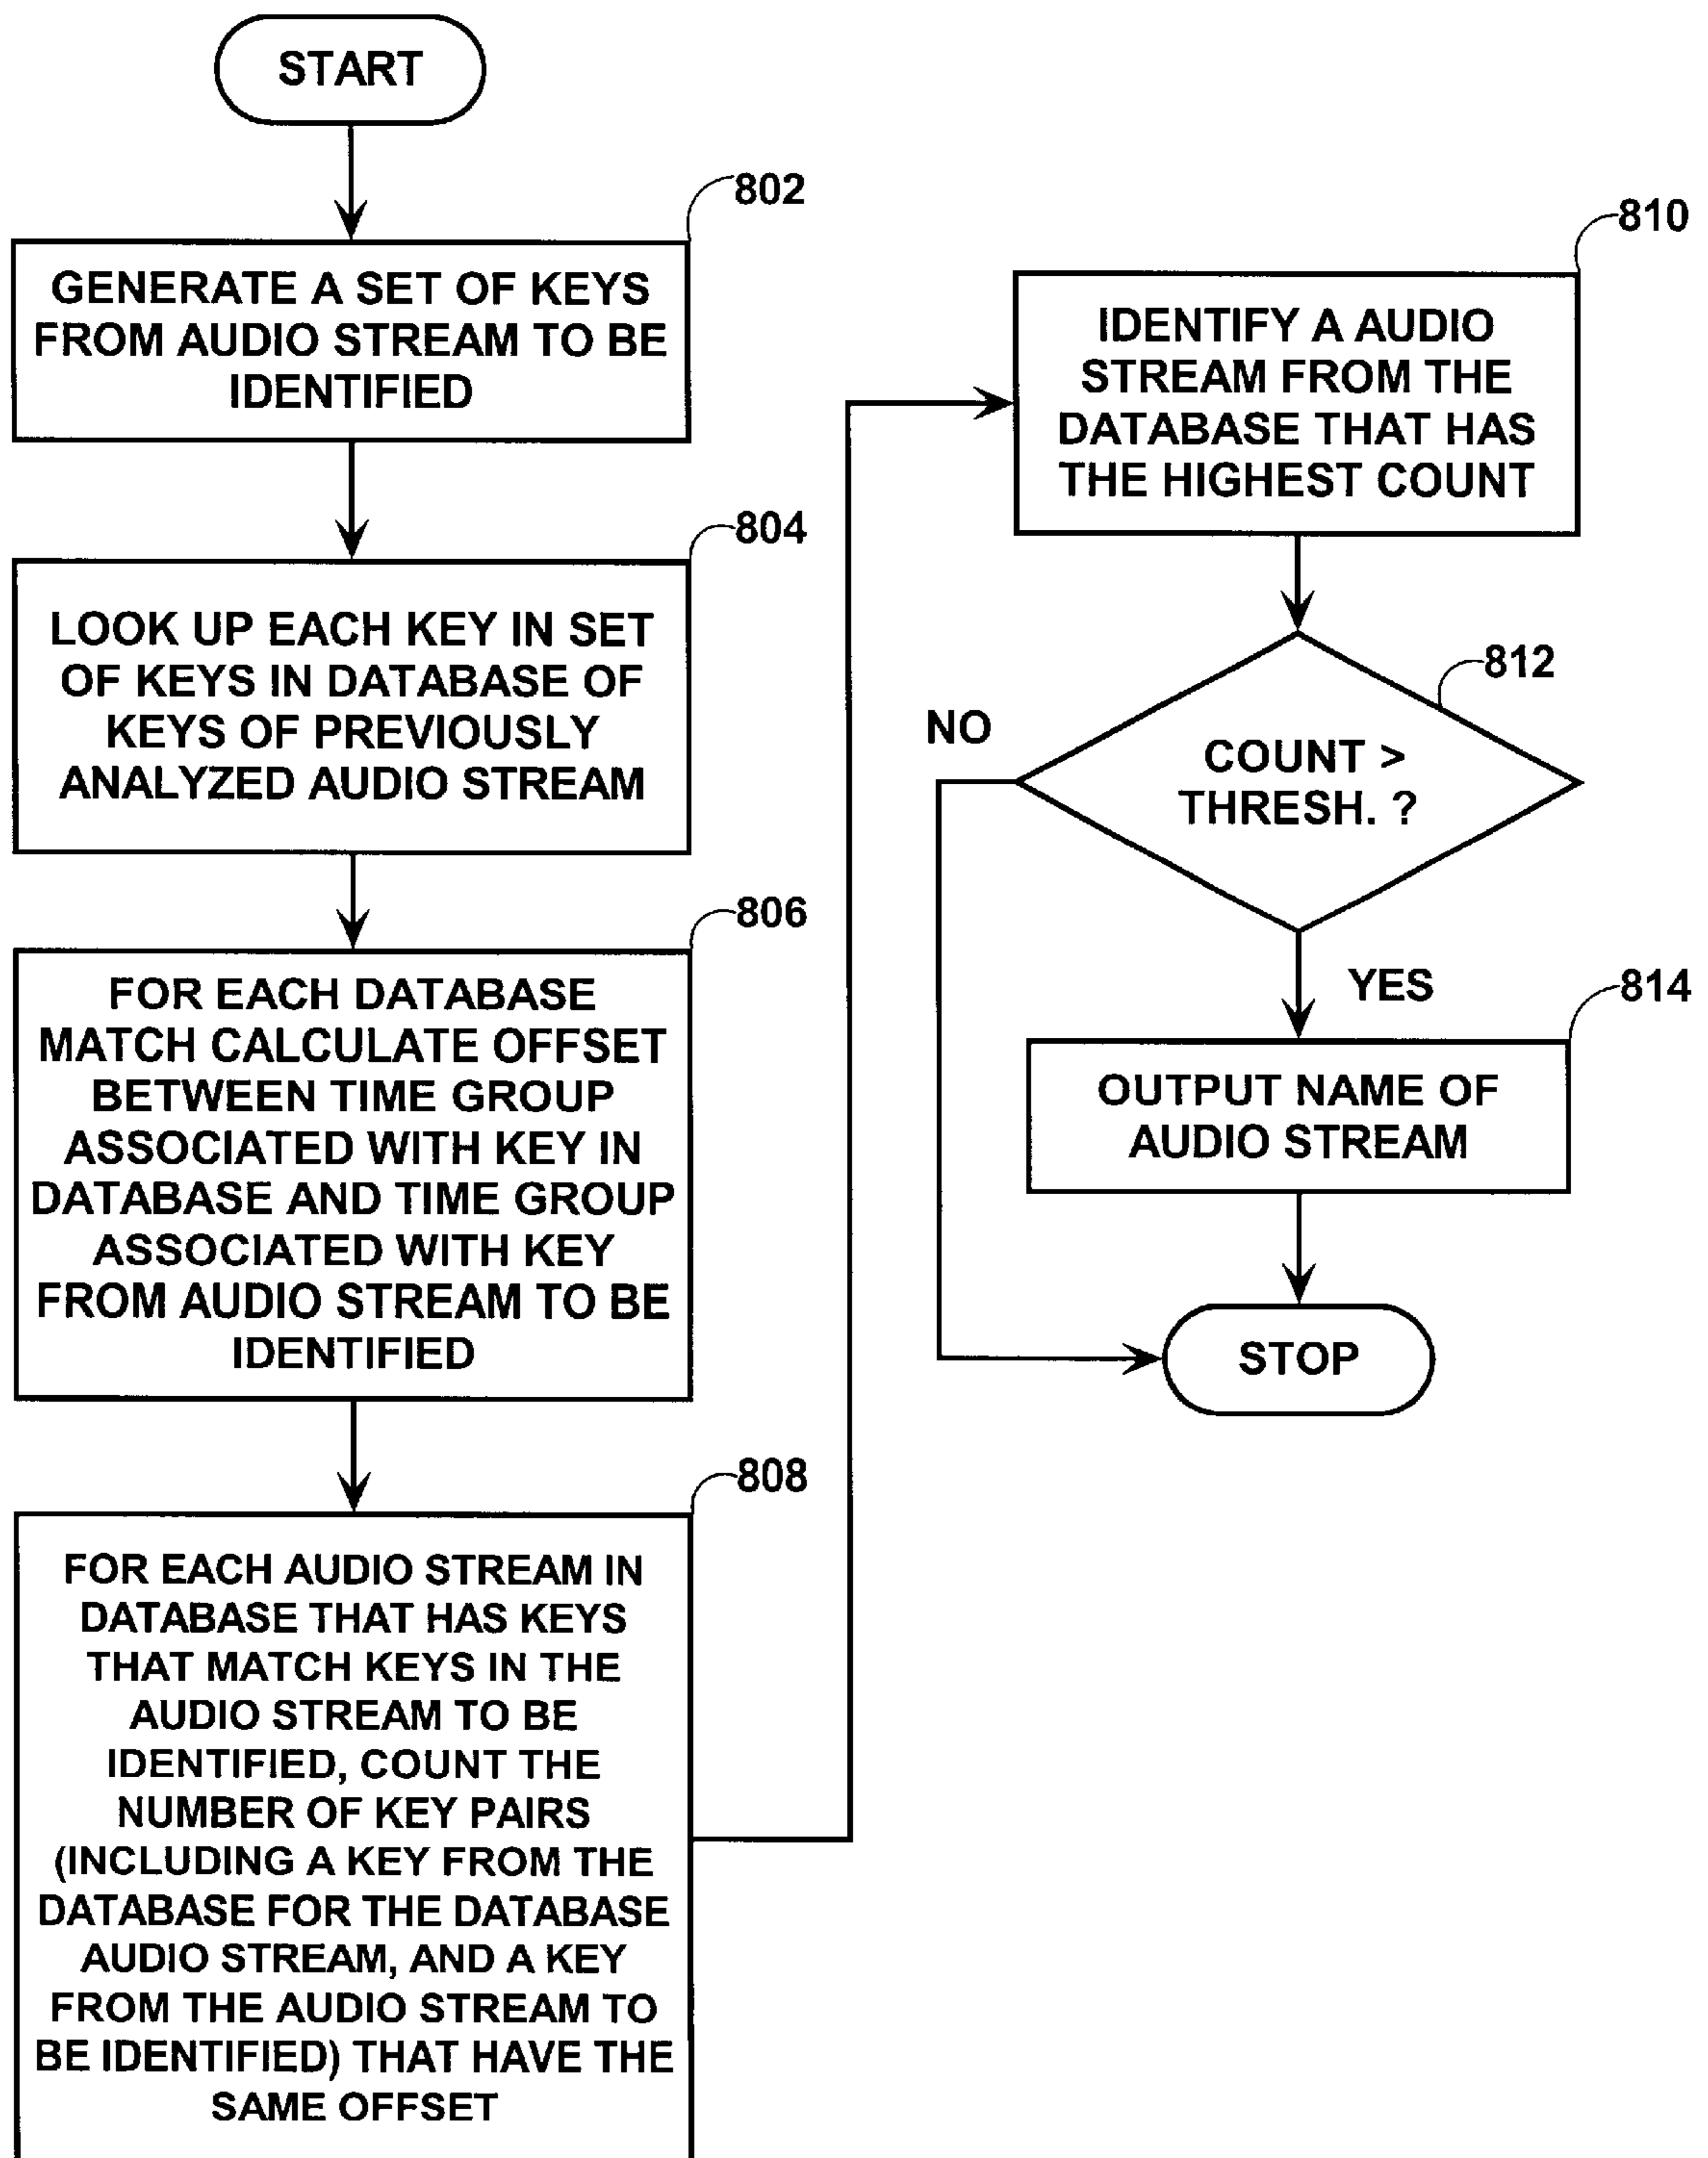 START
802
GENERATE A SET OF KEYS
FROM AUDIO STREAM TO BE
IDENTIFIED
804
LOOK UP EACH KEY IN SET
OF KEYS IN DATABASE OF
KEYS OF PREVIOUSLY
ANALYZED AUDIO STREAM
806
FOR EACH DATABASE
MATCH CALCULATE OFFSET
BETWEEN TIME GROUP
ASSOCIATED WITH KEY IN
DATABASE AND TIME GROUP
ASSOCIATED WITH KEY
FROM AUDIO STREAM TO BE
IDENTIFIED
808
FOR EACH AUDIO STREAM IN
DATABASE THAT HAS KEYS
THAT MATCH KEYS IN THE
AUDIO STREAM TO BE
IDENTIFIED, COUNT THE
NUMBER OF KEY PAIRS
(INCLUDING A KEY FROM THE
DATABASE FOR THE DATABASE
AUDIO STREAM, AND A KEY
FROM THE AUDIO STREAM TO
BE IDENTIFIED) THAT HAVE THE
SAME OFFSET
810
IDENTIFY A AUDIO
STREAM FROM THE
DATABASE THAT HAS
THE HIGHEST COUNT
812
NO
COUNT >
THRESH. ?
YES
814
OUTPUT NAME OF
AUDIO STREAM
STOP